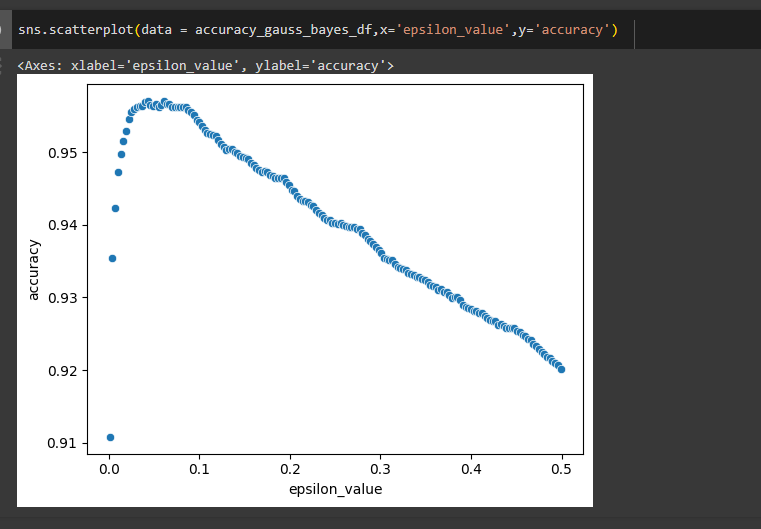 sns.scatterplot(data = accuracy_gauss_bayes_df,x='epsilon_value',y='accuracy')
<Axes: xlabel='epsilon_value', ylabel='accuracy'>
0.95
0.94
0.93
0.92
0.91
accuracy
0.0 0.1 0.2 0.3 0.4 0.5
epsilon_value